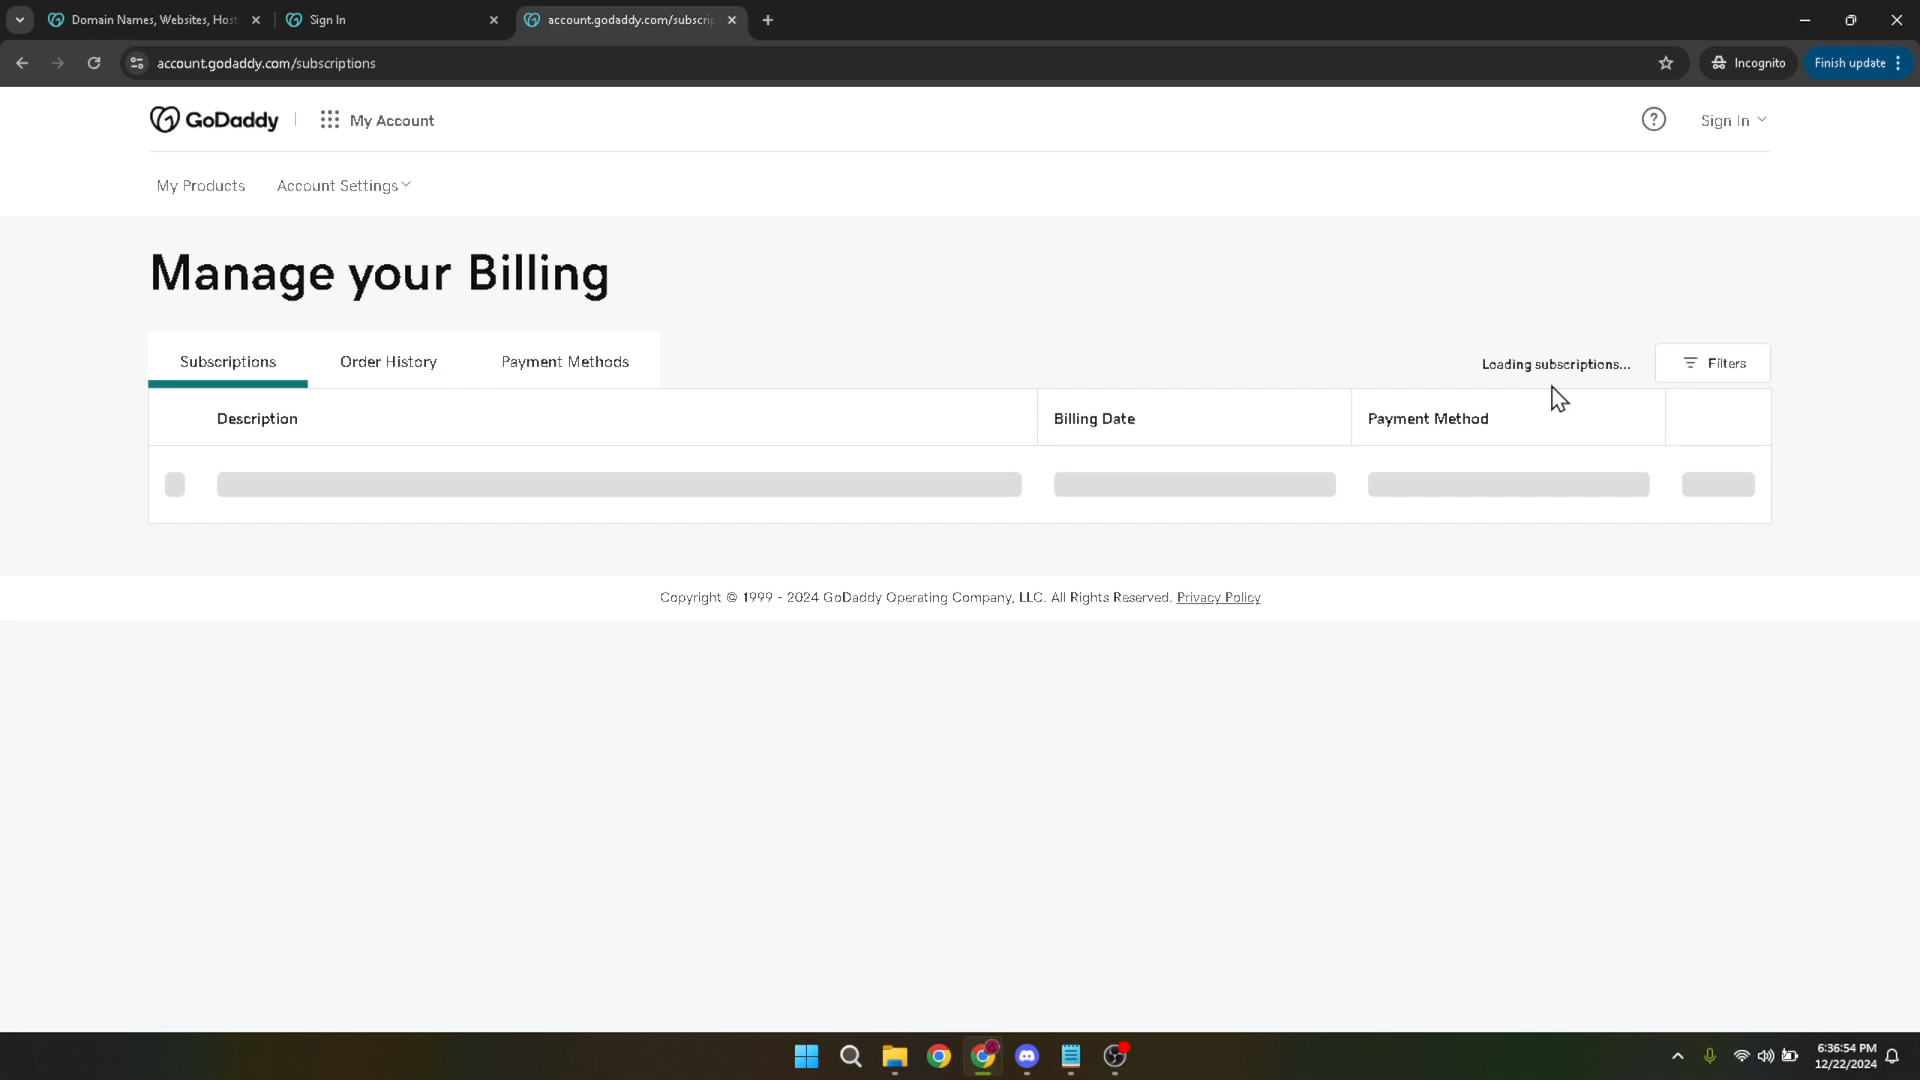 Domain Names, Websites, Host
Sign In
account.godaddy.com/subscrip
account.godaddy.com/subscriptions
Incognito
Finish update
GoDaddy
My Account
?
Sign In
My Products
Account Settings
Manage your Billing
Subscriptions
Order History
Payment Methods
Loading subscriptions...
Filters
Description
Billing Date
Payment Method
Copyright © 1999 - 2024 GoDaddy Operating Company, LLC. All Rights Reserved. Privacy Policy
6:36:54 PM
12/22/2024